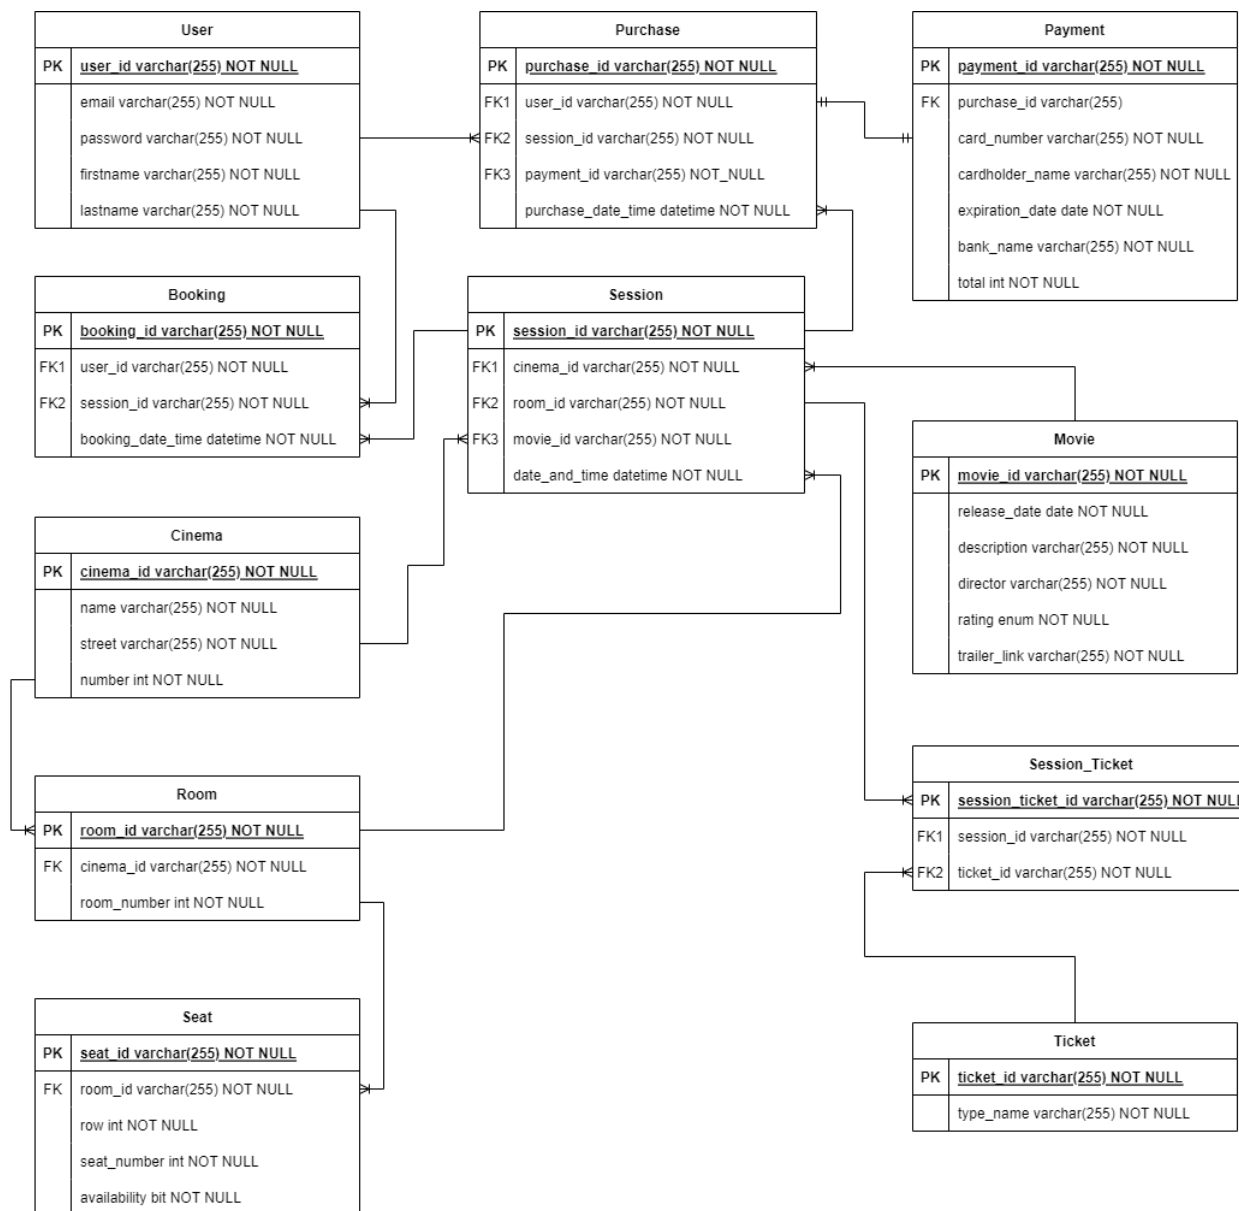 User
PK user_id varchar(255) NOT NULL
email varchar(255) NOT NULL
password varchar(255) NOT NULL
firstname varchar(255) NOT NULL
lastname varchar(255) NOT NULL
Purchase
PK purchase_id varchar(255) NOT NULL
FK1 user_id varchar(255) NOT NULL
FK2 session_id varchar(255) NOT NULL
FK3 payment_id varchar(255) NOT_NULL
purchase_date_time datetime NOT NULL
Payment
PK payment_id varchar(255) NOT NULL
FK purchase_id varchar(255)
card_number varchar(255) NOT NULL
cardholder_name varchar(255) NOT NULL
expiration_date date NOT NULL
bank_name varchar(255) NOT NULL
total int NOT NULL
Booking
PK booking_id varchar(255) NOT NULL
FK1 user_id varchar(255) NOT NULL
FK2 session_id varchar(255) NOT NULL
booking_date_time datetime NOT NULL
Session
PK session_id varchar(255) NOT NULL
FK1 cinema_id varchar(255) NOT NULL
FK2 room_id varchar(255) NOT NULL
FK3 movie_id varchar(255) NOT NULL
date_and_time datetime NOT NULL
Movie
PK movie_id varchar(255) NOT NULL
release_date date NOT NULL
description varchar(255) NOT NULL
director varchar(255) NOT NULL
rating enum NOT NULL
trailer_link varchar(255) NOT NULL
Cinema
PK cinema_id varchar(255) NOT NULL
name varchar(255) NOT NULL
street varchar(255) NOT NULL
number int NOT NULL
Room
PK room_id varchar(255) NOT NULL
FK cinema_id varchar(255) NOT NULL
room_number int NOT NULL
Session_Ticket
PK session_ticket_id varchar(255) NOT NULL
FK1 session_id varchar(255) NOT NULL
FK2 ticket_id varchar(255) NOT NULL
Seat
PK seat_id varchar(255) NOT NULL
FK room_id varchar(255) NOT NULL
row int NOT NULL
seat_number int NOT NULL
availability bit NOT NULL
Ticket
PK ticket_id varchar(255) NOT NULL
type_name varchar(255) NOT NULL